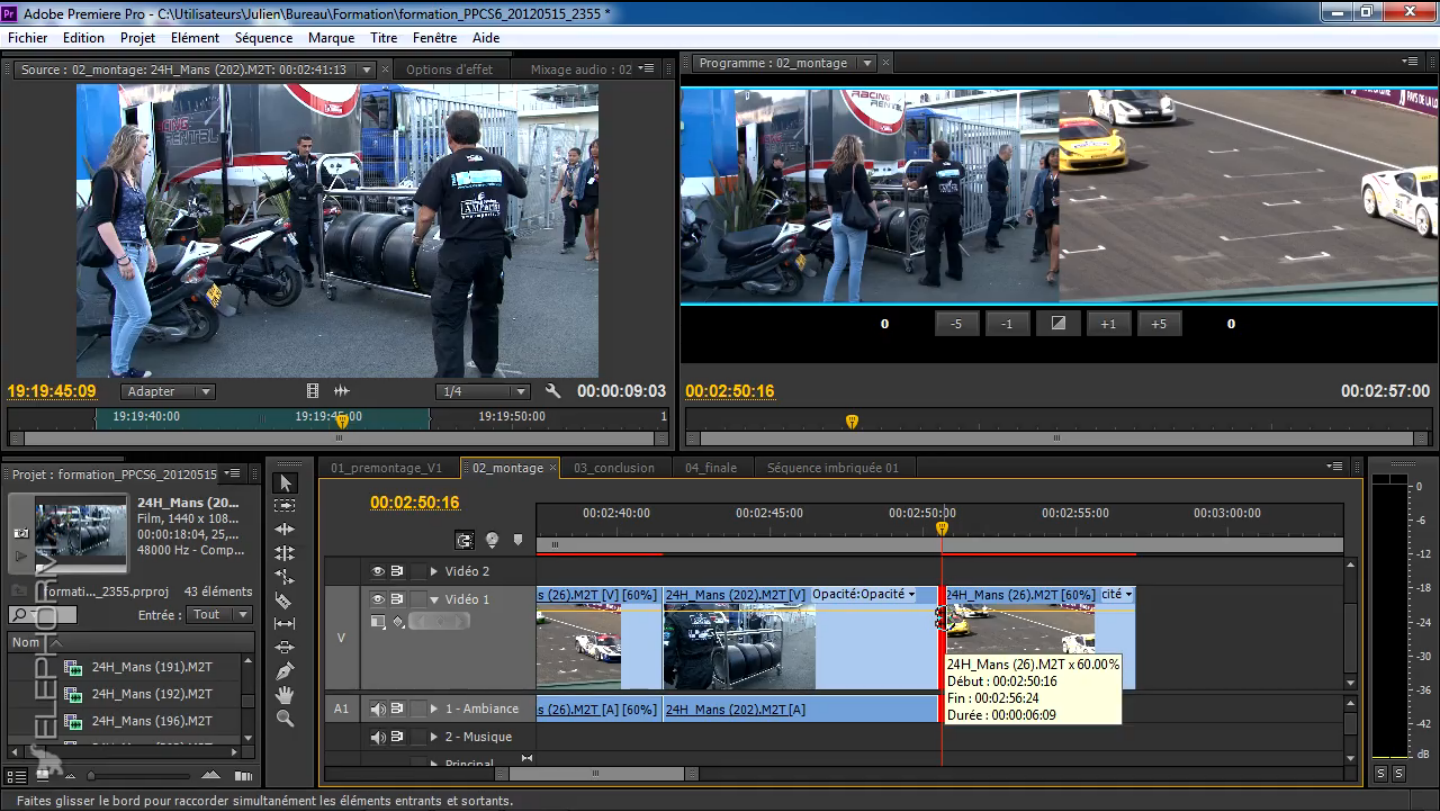 Adobe Premiere Pro - C:\Utilisateurs\Julien\Bureau\Formation\formation_PPCS6_20120515_2355 *
Fichier Edition Projet Elément Séquence Marque Titre Fenêtre Aide
Source : 02_montage: 24H_Mans (202).M2T: 00:02:41:13
Options d'effet
Mixage audio : 02
Programme : 02_montage
RACING
RENTAL
RACING
RENTAL
PAYS DE LA LO
0 -5 -1 +1 +5 0
19:19:45:09 Adapter 1/4 00:00:09:03
19:19:40:00 19:19:45:00 19:19:50:00 1
00:02:50:16 00:02:57:00
Projet : formation_PPCS6_20120515
24H_Mans (20...
Film, 1440 x 108...
00:00:18:04, 25,...
48000 Hz - Comp...
formati..._2355.prproj 43 éléments
Entrée : Tout
Nom
24H_Mans (191).M2T
24H_Mans (192).M2T
24H_Mans (196).M2T
ELEPHORM
01_premontage_V1 02_montage 03_conclusion 04_finale Séquence imbriquée 01
00:02:50:16
00:02:40:00 00:02:45:00 00:02:50:00 00:02:55:00 00:03:00:00
Vidéo 2
V
Vidéo 1
s (26).M2T [V] [60%] 24H_Mans (202).M2T [V] Opacité:Opacité 24H_Mans (26).M2T [60%] cité
24H_Mans (26).M2T x 60.00%
Début : 00:02:50:16
Fin : 00:02:56:24
Durée : 00:00:06:09
A1 1 - Ambiance s (26).M2T [A] [60%] 24H_Mans (202).M2T [A]
2 - Musique
Principal
0
-6
-12
-18
-24
-30
-36
-42
dB
S S
Faites glisser le bord pour raccorder simultanément les éléments entrants et sortants.